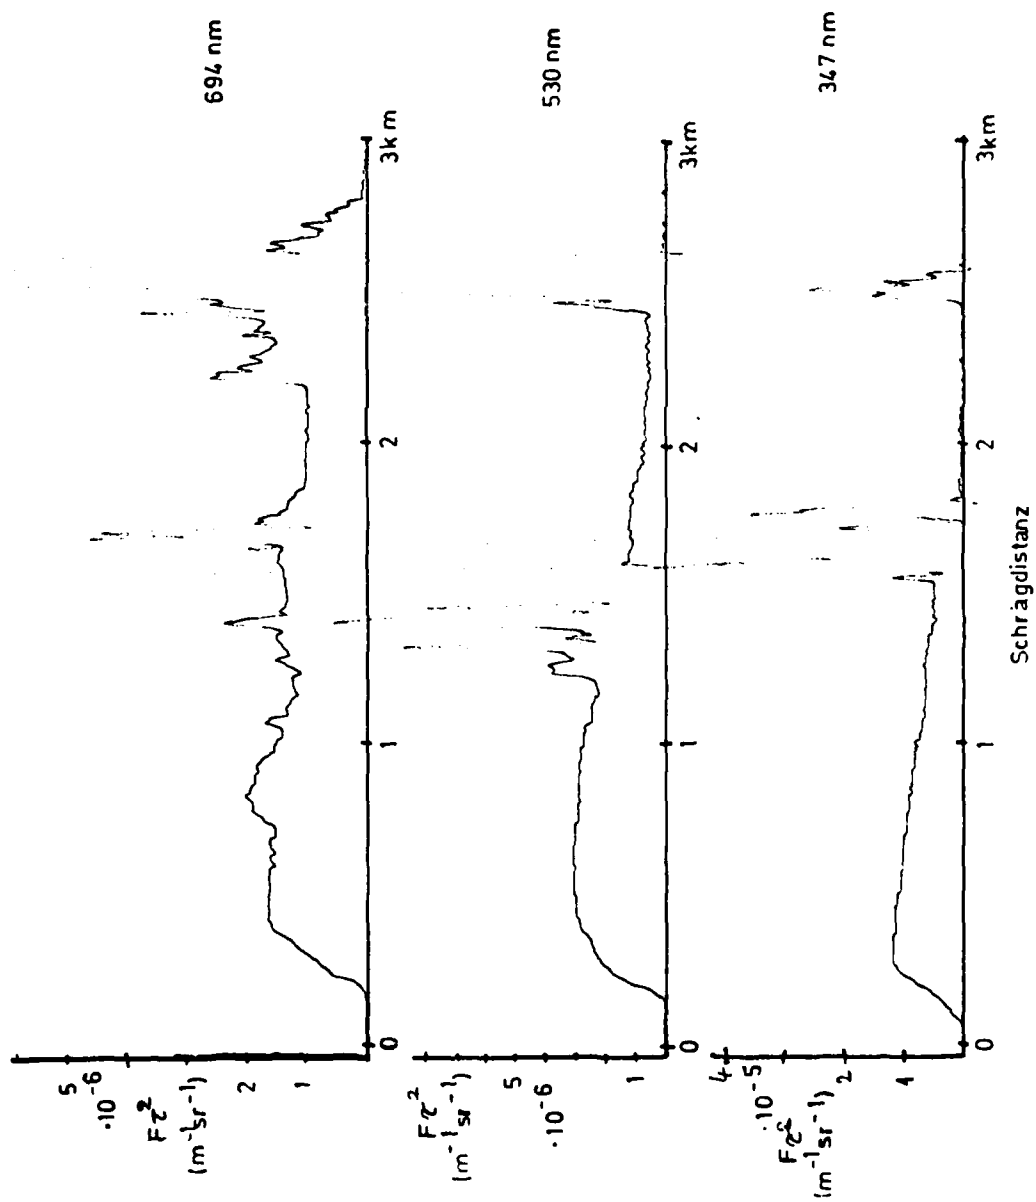 694 nm
5
·10⁻⁶
Fτ²
(m⁻¹sr⁻¹)
2
1
0
1
2
3km
530 nm
Fτ²
(m⁻¹sr⁻¹)
5
·10⁻⁶
1
0
1
2
3km
347 nm
4
·10⁻⁵
Fτ²
(m⁻¹sr⁻¹)
2
4
0
1
2
3km
Schrägdistanz